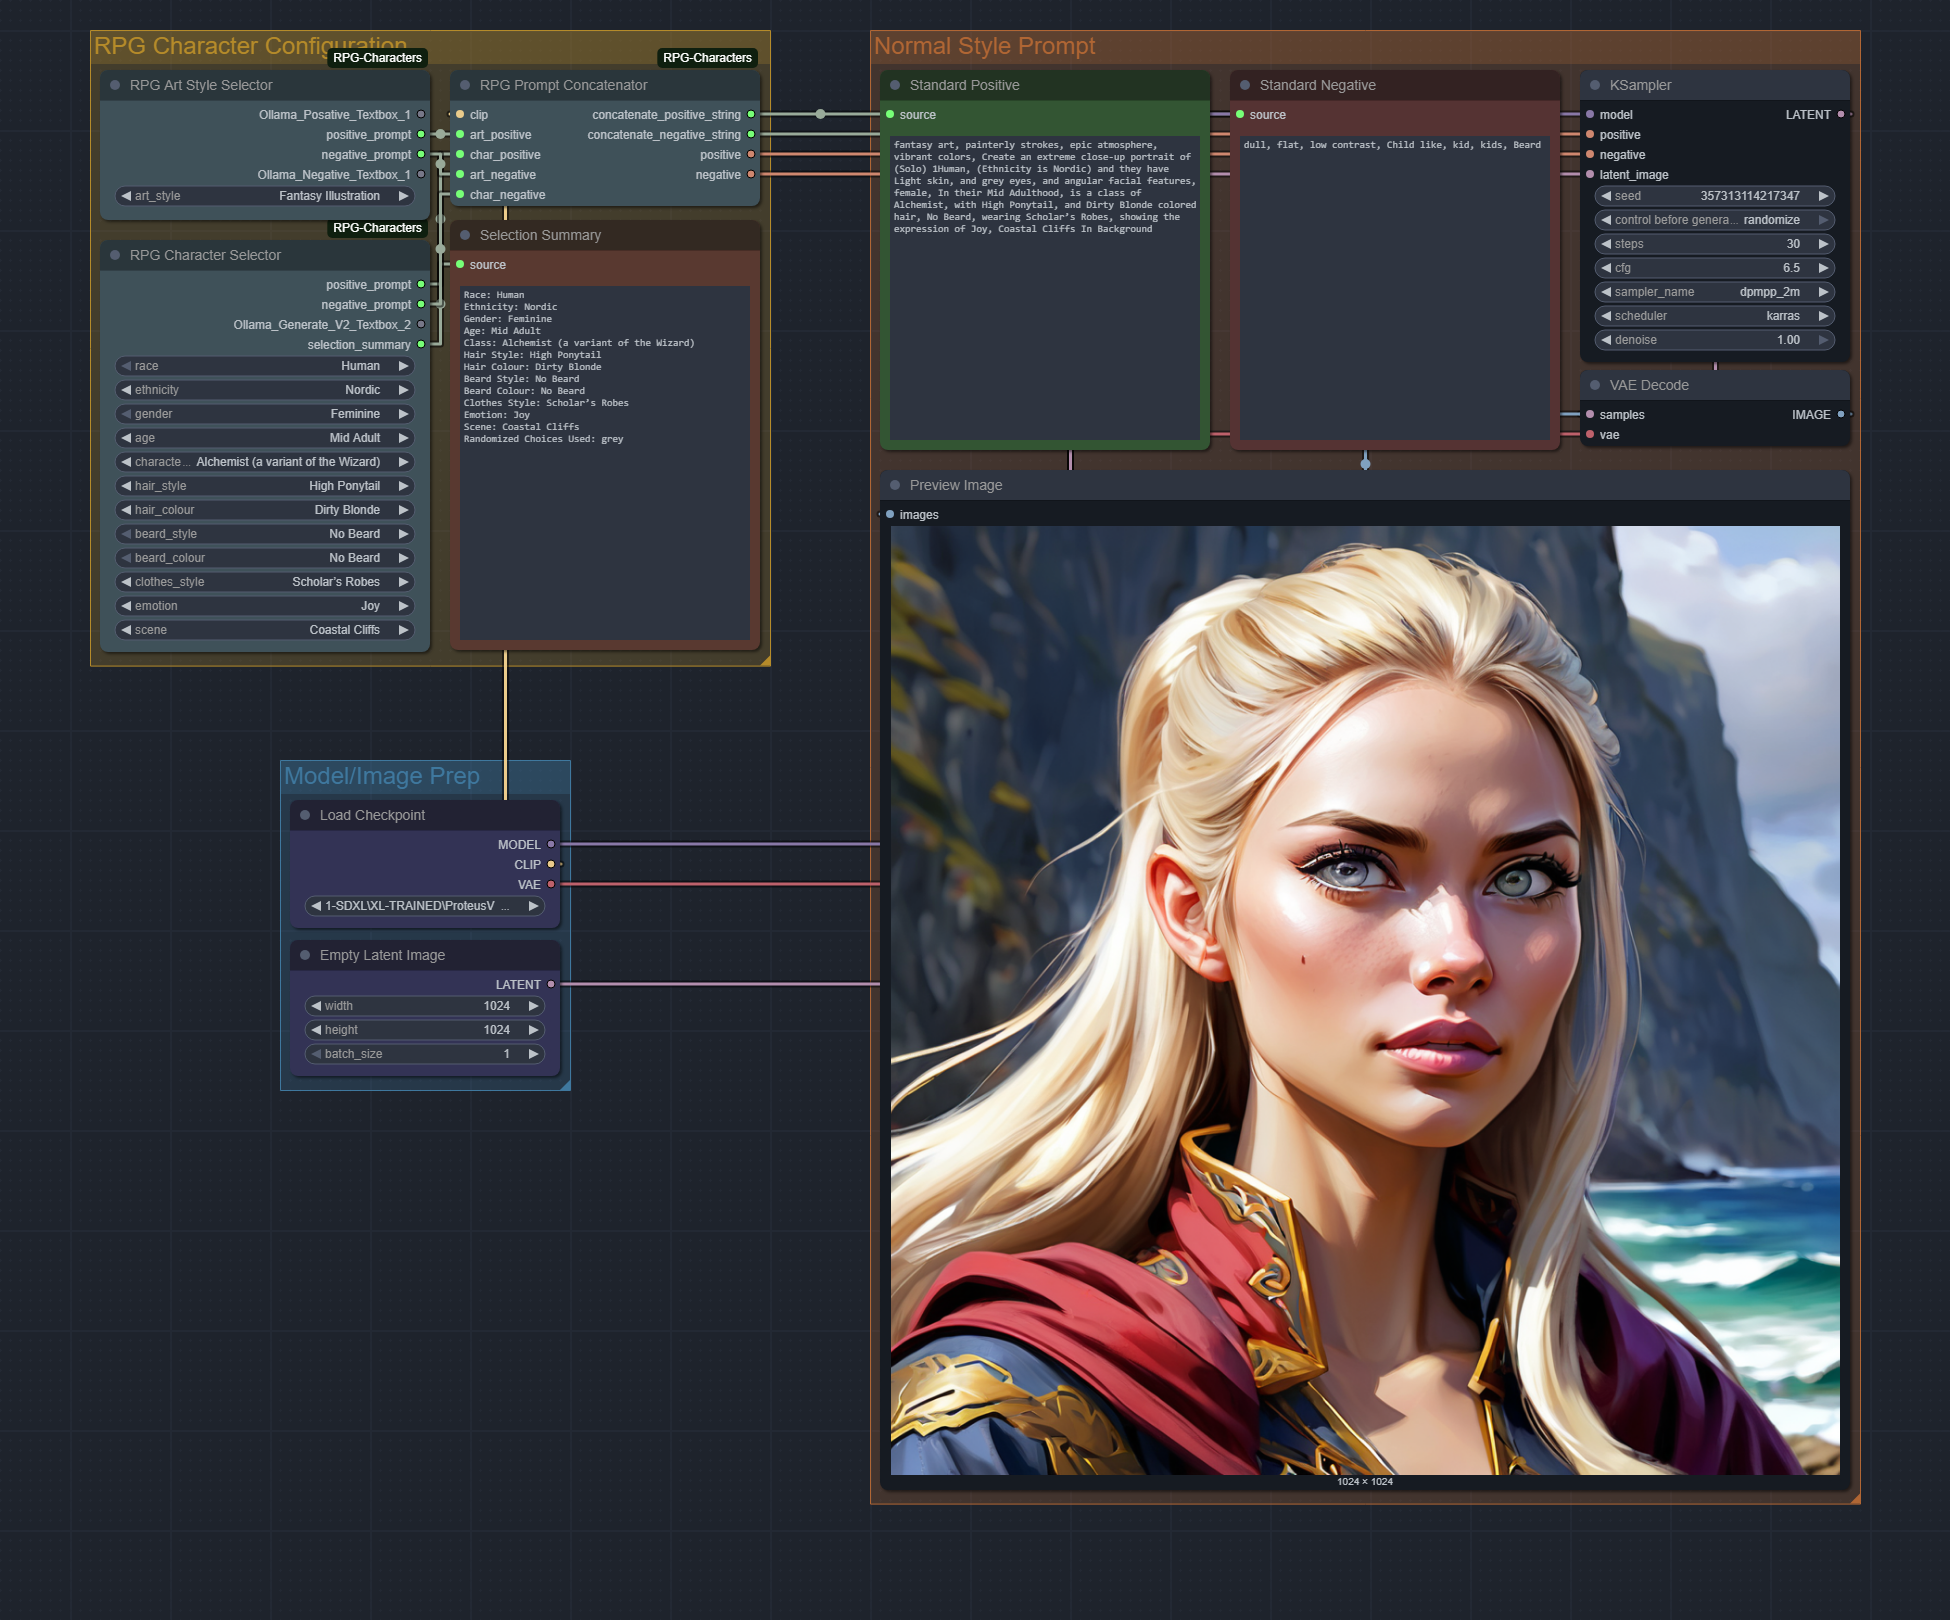 RPG Character Configuration
RPG-Characters
RPG Art Style Selector
Ollama_Posative_Textbox_1
positive_prompt
negative_prompt
Ollama_Negative_Textbox_1
art_style Fantasy Illustration
RPG-Characters
RPG Character Selector
positive_prompt
negative_prompt
Ollama_Generate_V2_Textbox_2
selection_summary
race Human
ethnicity Nordic
gender Feminine
age Mid Adult
characte... Alchemist (a variant of the Wizard)
hair_style High Ponytail
hair_colour Dirty Blonde
beard_style No Beard
beard_colour No Beard
clothes_style Scholar's Robes
emotion Joy
scene Coastal Cliffs
RPG-Characters
RPG Prompt Concatenator
clip concatenate_positive_string
art_positive concatenate_negative_string
char_positive positive
art_negative negative
char_negative
Selection Summary
source
Race: Human
Ethnicity: Nordic
Gender: Feminine
Age: Mid Adult
Class: Alchemist (a variant of the Wizard)
Hair Style: High Ponytail
Hair Colour: Dirty Blonde
Beard Style: No Beard
Beard Colour: No Beard
Clothes Style: Scholar's Robes
Emotion: Joy
Scene: Coastal Cliffs
Randomized Choices Used: grey
Model/Image Prep
Load Checkpoint
MODEL
CLIP
VAE
1-SDXL\XL-TRAINED\ProteusV ...
Empty Latent Image
LATENT
width 1024
height 1024
batch_size 1
Normal Style Prompt
Standard Positive
source
fantasy art, painterly strokes, epic atmosphere,
vibrant colors, Create an extreme close-up portrait of
(Solo) 1Human, (Ethnicity is Nordic) and they have
Light skin, and grey eyes, and angular facial features,
female, In their Mid Adulthood, is a class of
Alchemist, with High Ponytail, and Dirty Blonde colored
hair, No Beard, wearing Scholar's Robes, showing the
expression of Joy, Coastal Cliffs In Background
Standard Negative
source
dull, flat, low contrast, Child like, kid, kids, Beard
KSampler
model LATENT
positive
negative
latent_image
seed 357313114217347
control before genera... randomize
steps 30
cfg 6.5
sampler_name dpmpp_2m
scheduler karras
denoise 1.00
VAE Decode
samples IMAGE
vae
Preview Image
images
1024 × 1024